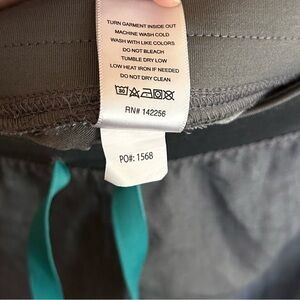 TURN GARMENT INSIDE OUT
MACHINE WASH COLD
WASH WITH LIKE COLORS
DO NOT BLEACH
TUMBLE DRY LOW
LOW HEAT IRON IF NEEDED
DO NOT DRY CLEAN
30
RN# 142256
PO#: 1568